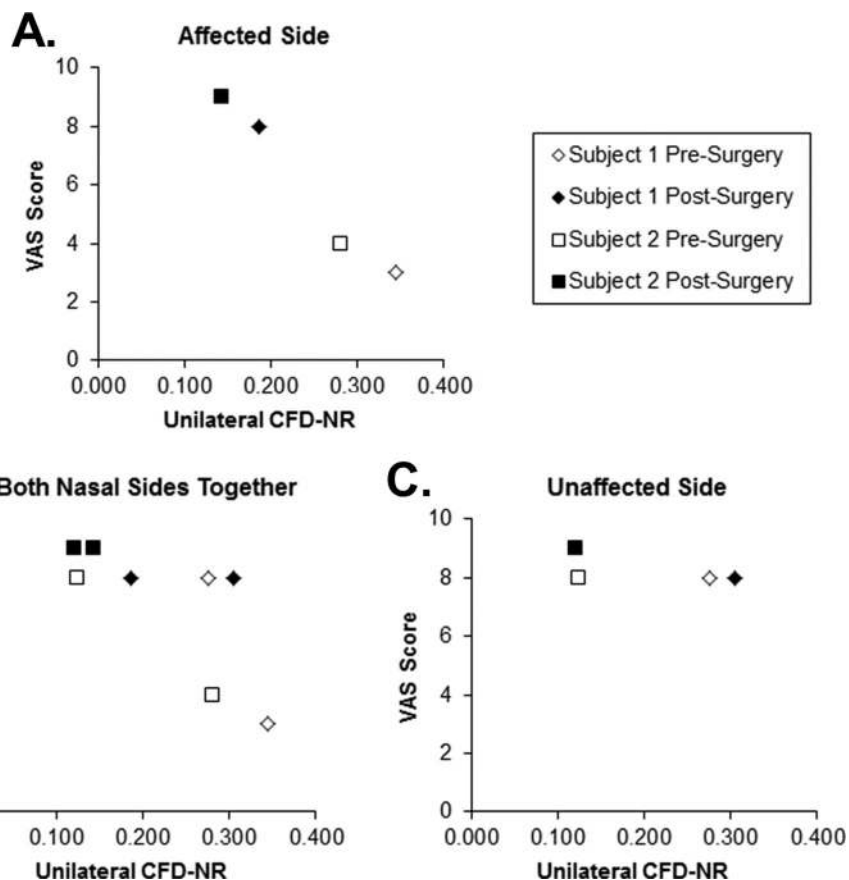 A.
Affected Side
10
8
6
4
2
0
VAS Score
0.000 0.100 0.200 0.300 0.400
Unilateral CFD-NR
Subject 1 Pre-Surgery
Subject 1 Post-Surgery
Subject 2 Pre-Surgery
Subject 2 Post-Surgery
Both Nasal Sides Together
0.100 0.200 0.300 0.400
Unilateral CFD-NR
C.
Unaffected Side
10
8
6
4
2
0
VAS Score
0.000 0.100 0.200 0.300 0.400
Unilateral CFD-NR